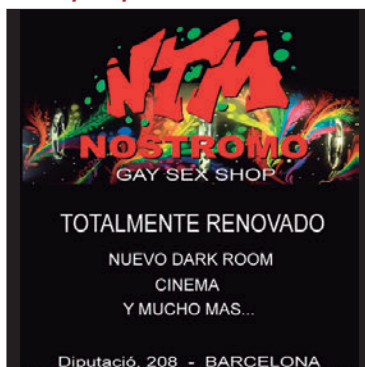 NTM
NOSTROMO
GAY SEX SHOP
TOTALMENTE RENOVADO
NUEVO DARK ROOM
CINEMA
Y MUCHO MAS...
Diputació, 208 - BARCELONA